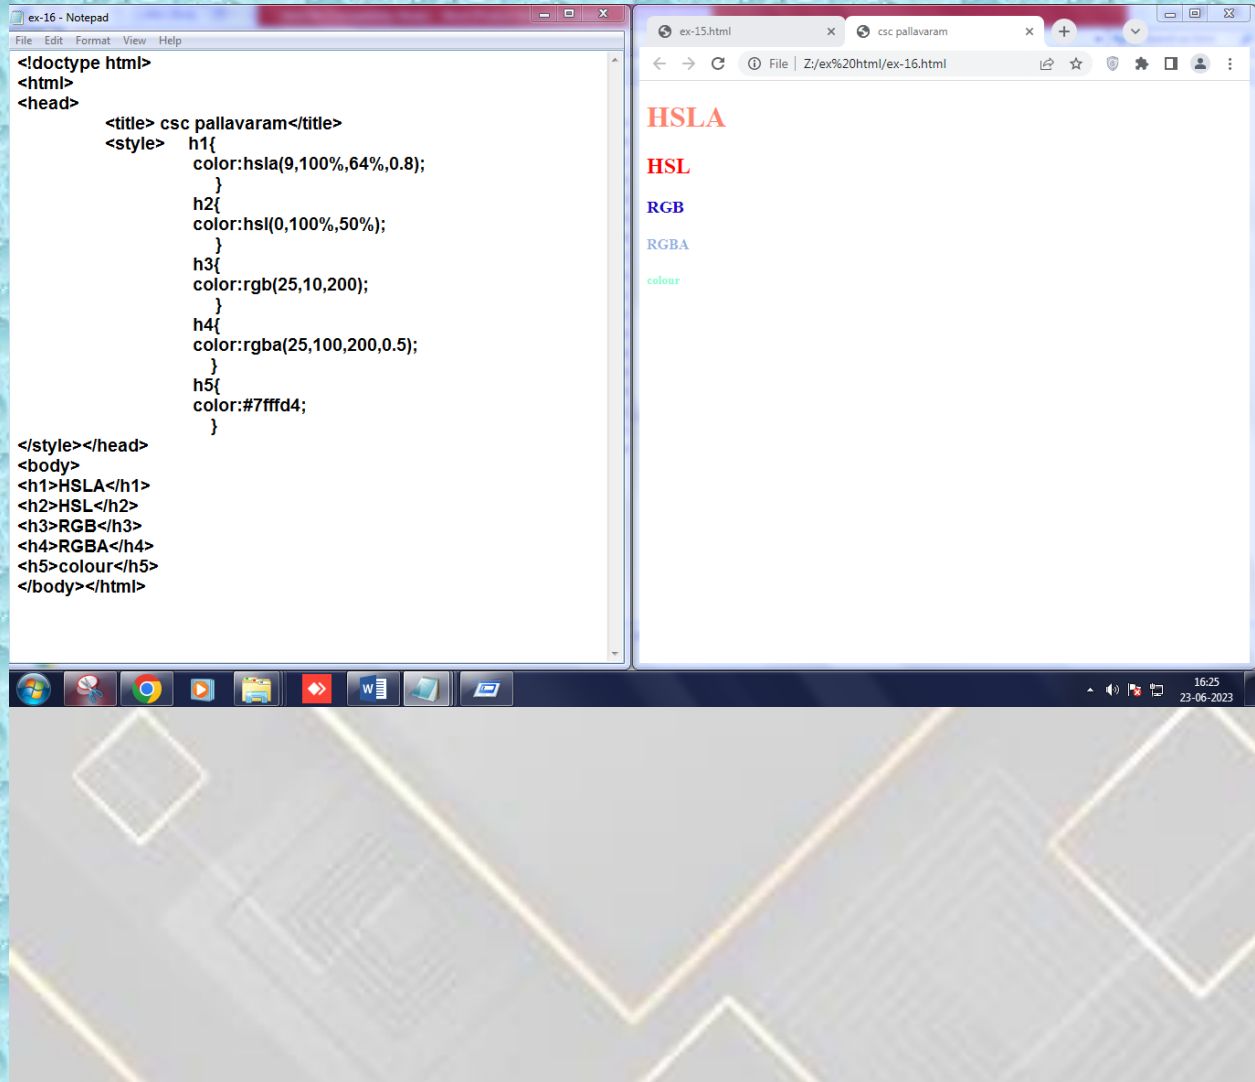 ex-16 - Notepad
File Edit Format View Help
<!doctype html>
<html>
<head>
<title> csc pallavaram</title>
<style> h1{
color:hsla(9,100%,64%,0.8);
}
h2{
color:hsl(0,100%,50%);
}
h3{
color:rgb(25,10,200);
}
h4{
color:rgba(25,100,200,0.5);
}
h5{
color:#7fffd4;
}
</style></head>
<body>
<h1>HSLA</h1>
<h2>HSL</h2>
<h3>RGB</h3>
<h4>RGBA</h4>
<h5>colour</h5>
</body></html>
ex-15.html
csc pallavaram
File Z:/ex%20html/ex-16.html
HSLA
HSL
RGB
RGBA
colour
16:25
23-06-2023